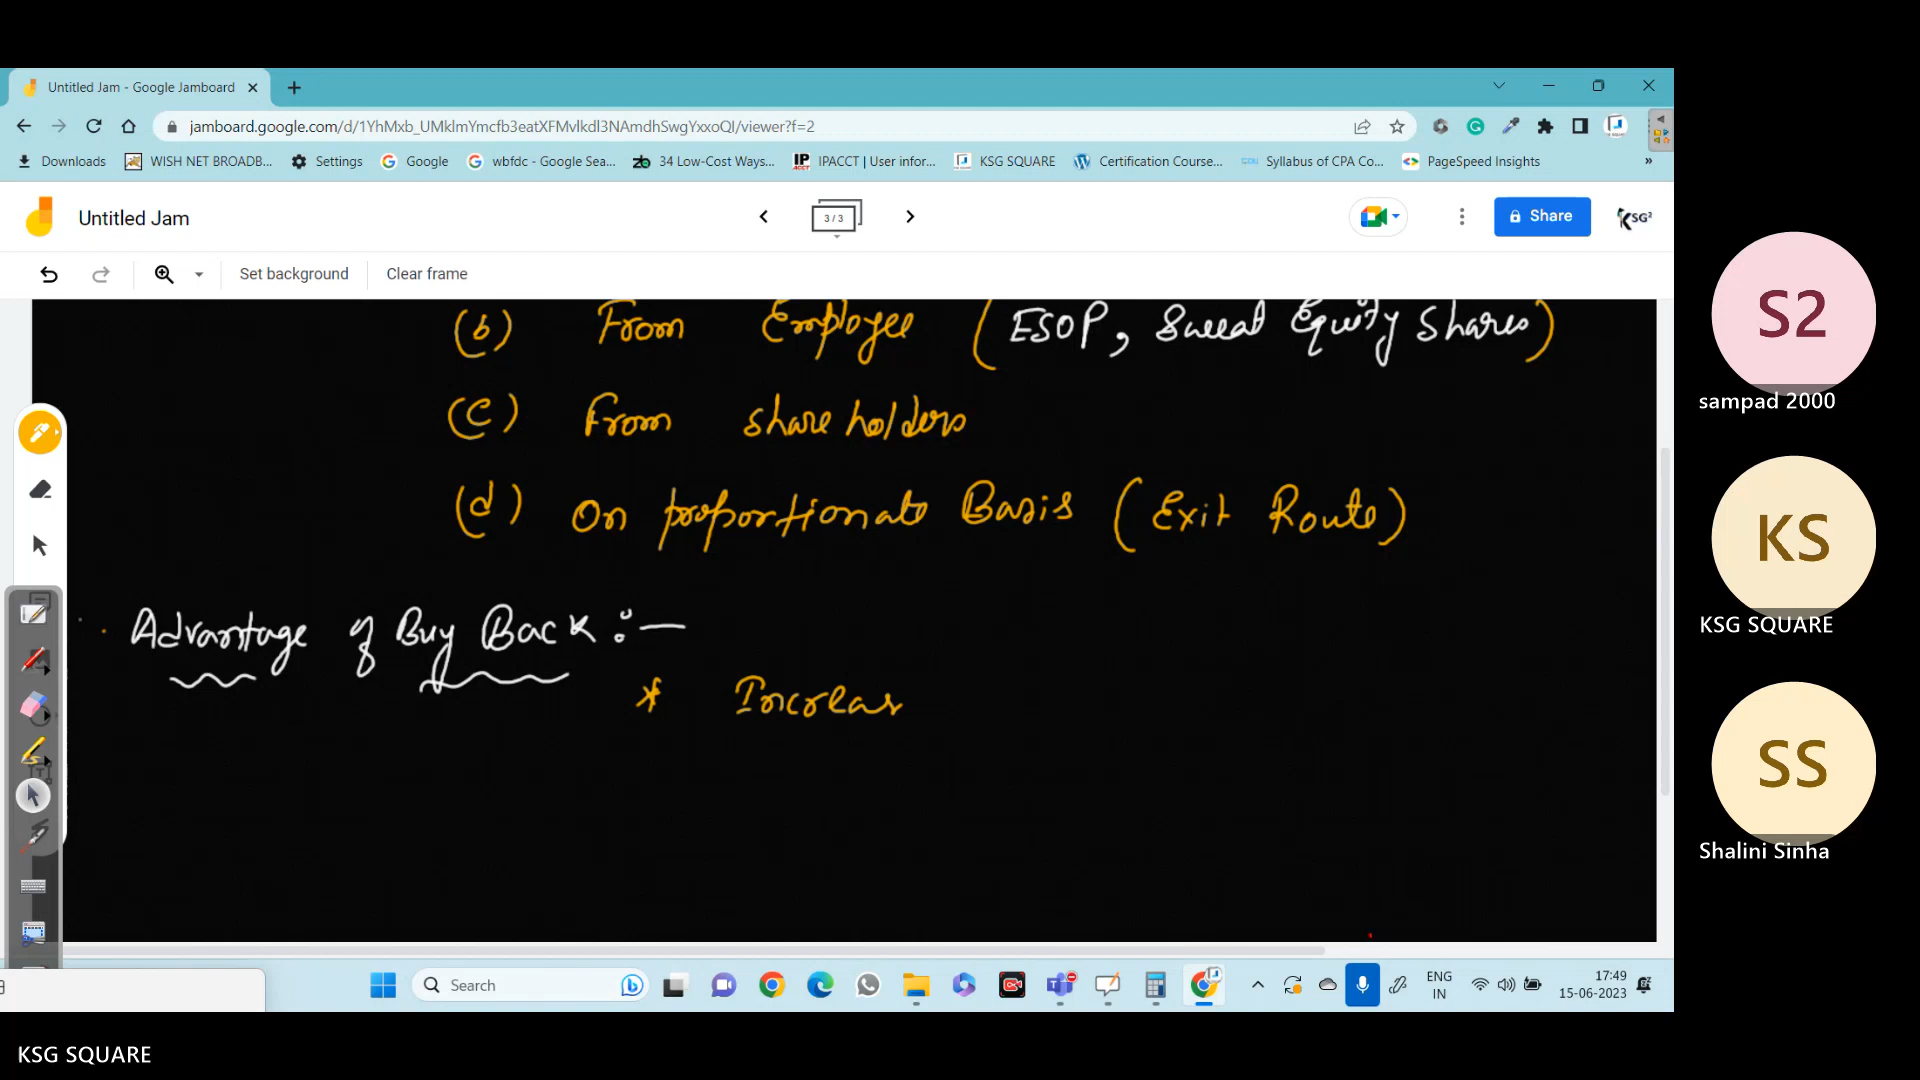 Untitled Jam - Google Jamboard
jamboard.google.com/d/1YhMxb_UMklmYmcfb3eatXFMvlkdl3NAmdhSwgYxxoQI/viewer?f=2
Downloads WISH NET BROADB... Settings Google wbfdc - Google Sea... 34 Low-Cost Ways... IPACCT | User infor... KSG SQUARE Certification Course... Syllabus of CPA Co... PageSpeed Insights »
Untitled Jam 3 / 3 Share KSG²
Set background Clear frame
(b) From Employee (ESOP, Sweat Equity Shares)
(c) From share holders
(d) On proportionate Basis (Exit Route)
Advantage of Buy Back :—
* Increas
S2
sampad 2000
KS
KSG SQUARE
SS
Shalini Sinha
Search
ENG
IN
17:49
15-06-2023
KSG SQUARE